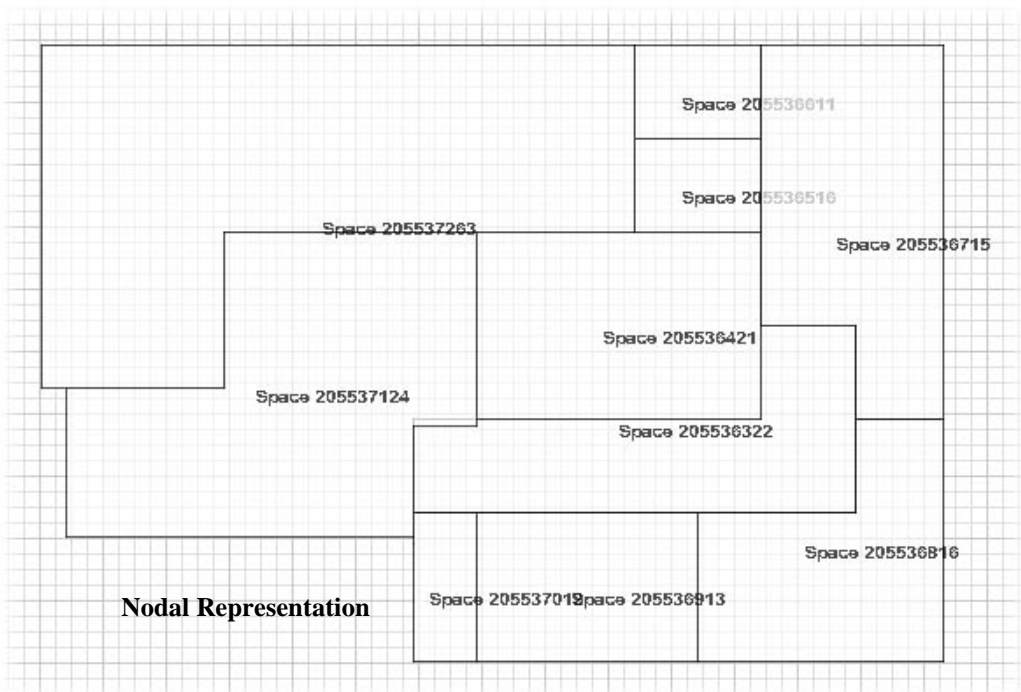 Space 205536611
Space 205536516
Space 205537263
Space 205536715
Space 205536421
Space 205537124
Space 205536322
Space 205536816
Space 205537012
Space 205536913
Nodal Representation